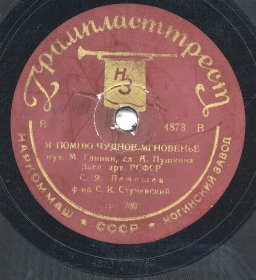 Грампласттрест
НЗ
В 4873 В
Я ПОМНЮ ЧУДНОЕ МГНОВЕНЬЕ
муз. М. Глинки, сл. А. Пушкина
Засл. арт. РСФСР
С. Я. Лемешев
ф-но С. К. Стучевский
НАРКОММАШ ★ СССР ★ НОГИНСКИЙ ЗАВОД